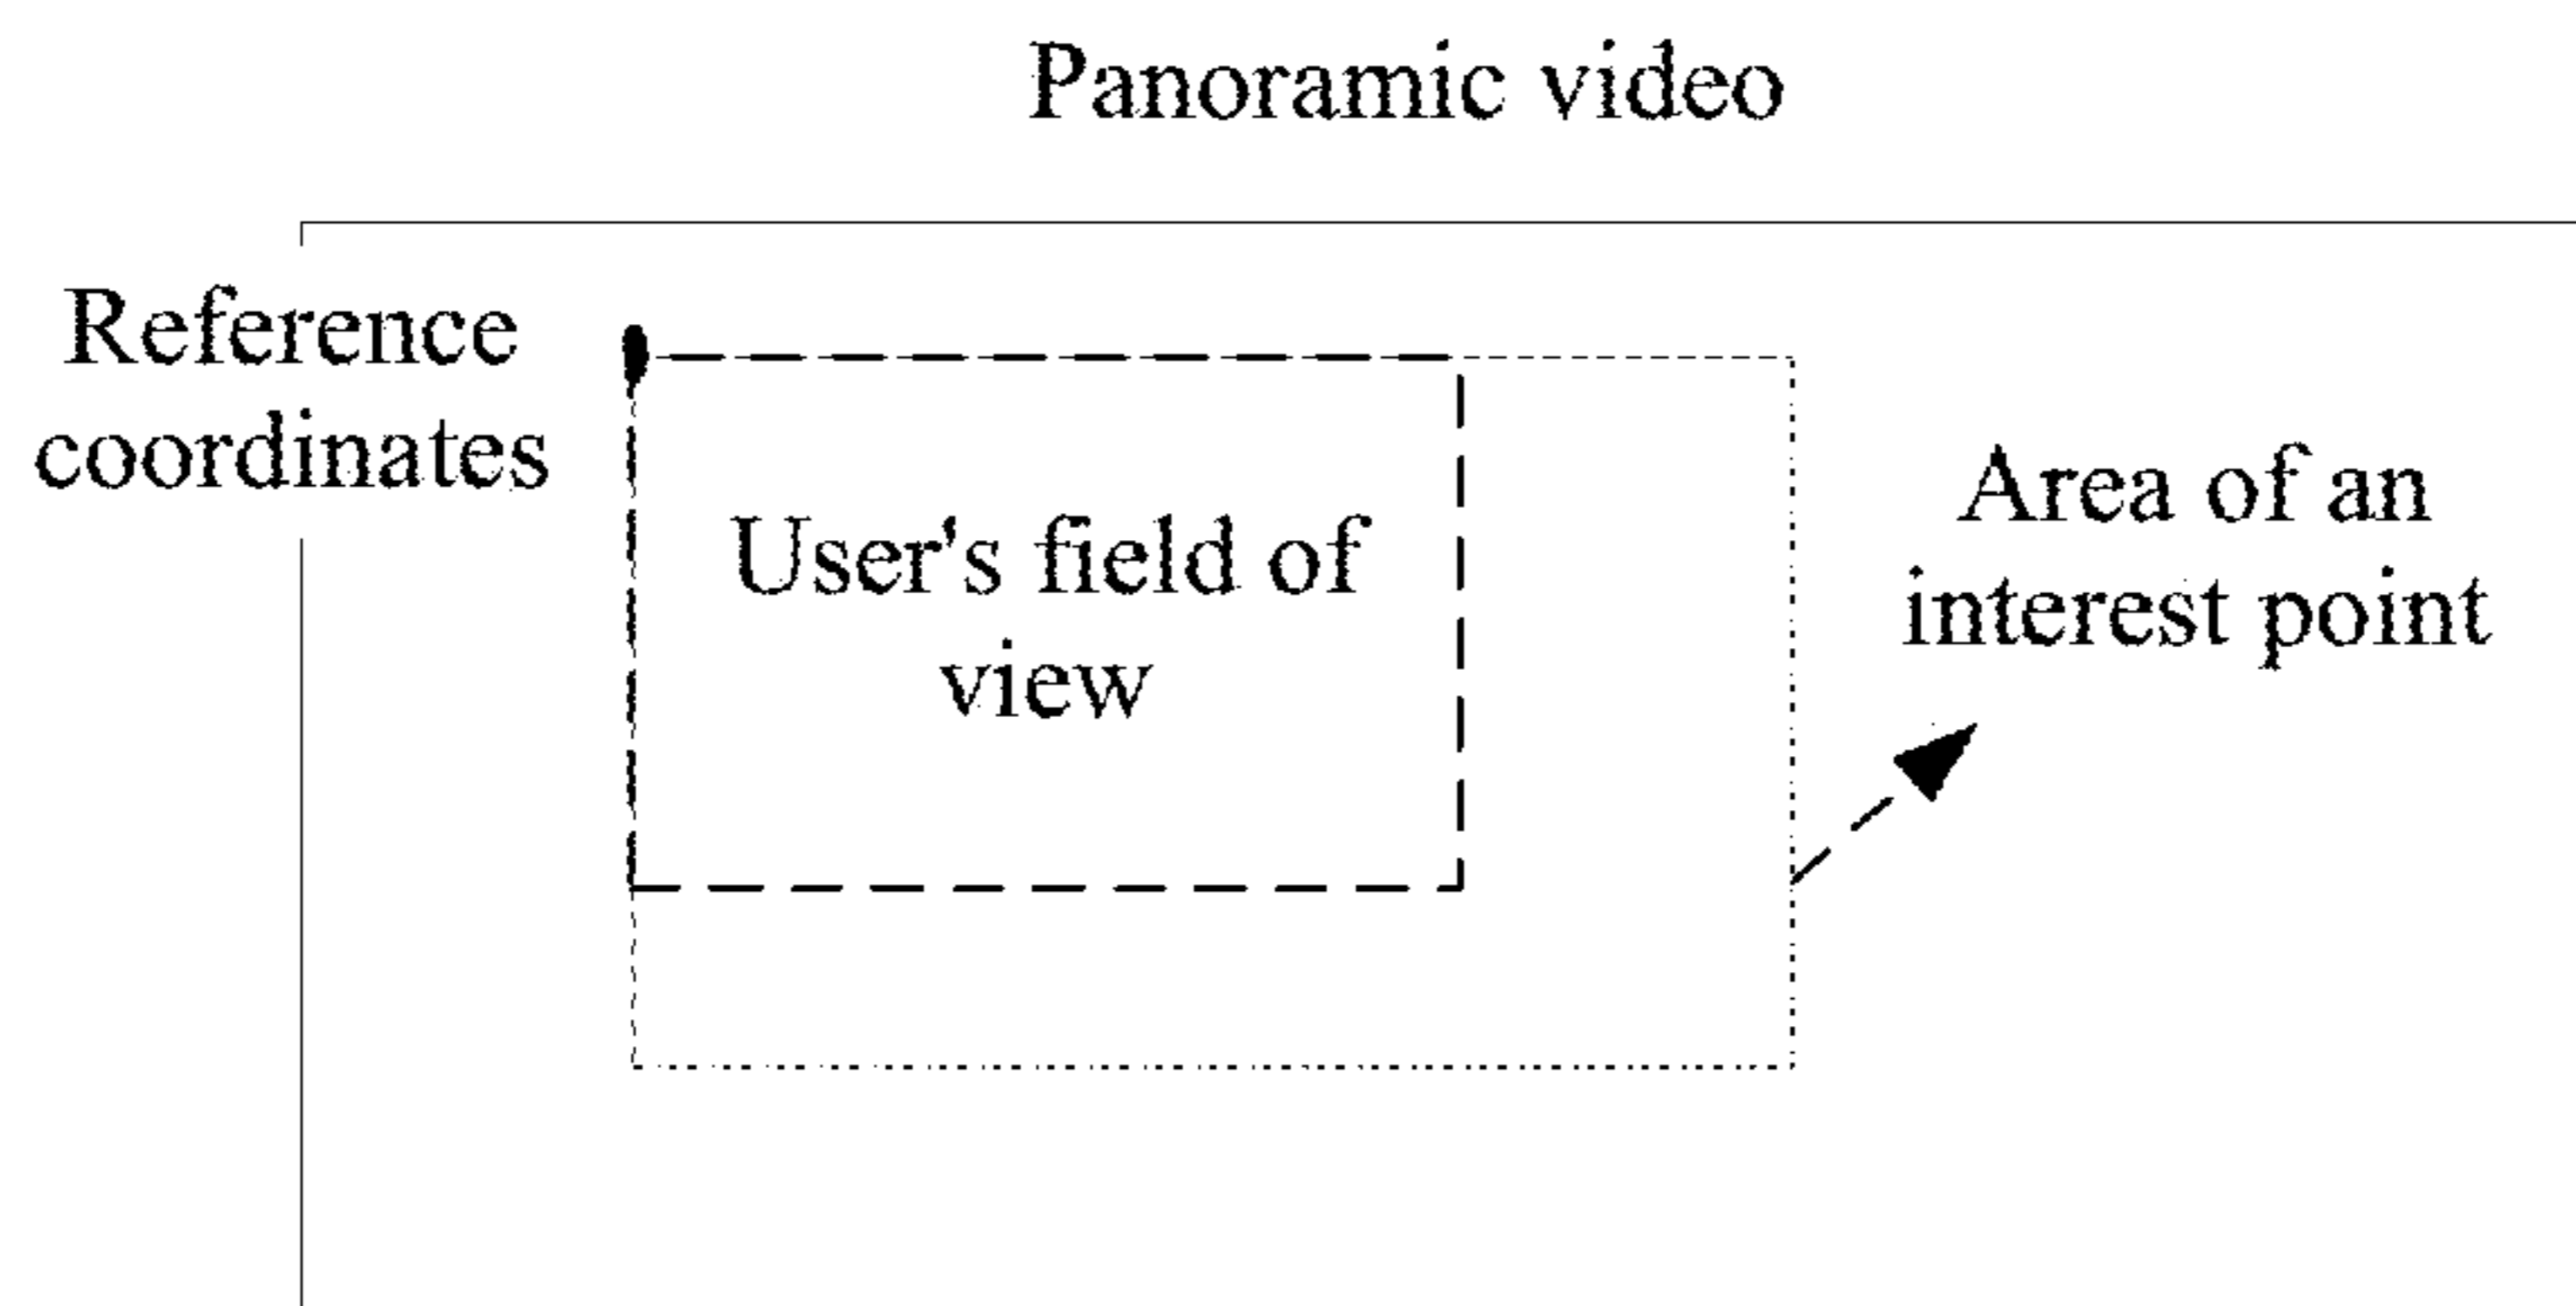 Panoramic video
Reference
coordinates
User's field of
view
Area of an
interest point